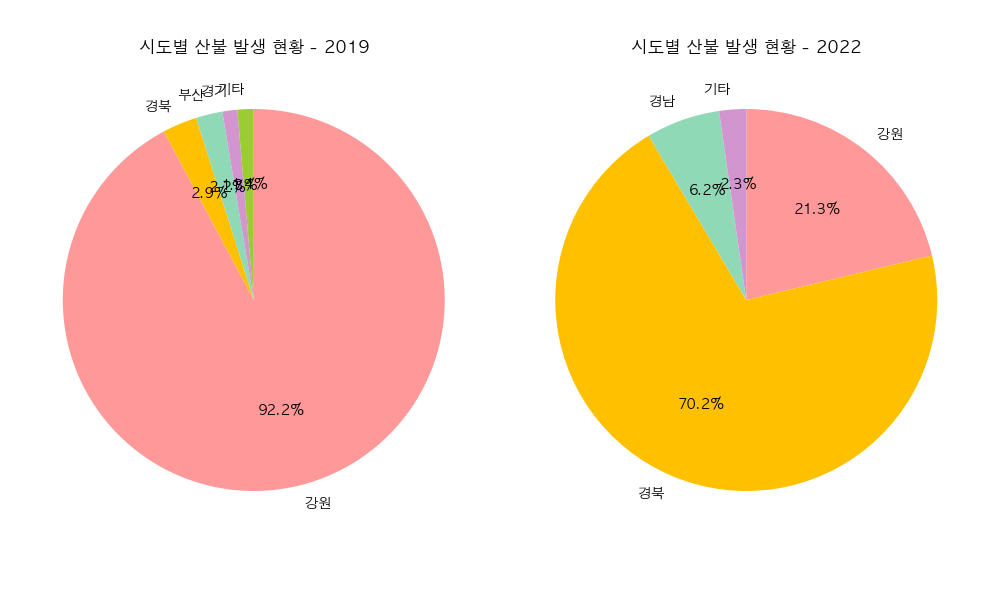 시도별 산불 발생 현황 - 2019
기타
경기
부산
경북
2.9%
92.2%
강원
시도별 산불 발생 현황 - 2022
기타
경남
강원
2.3%
6.2%
21.3%
70.2%
경북